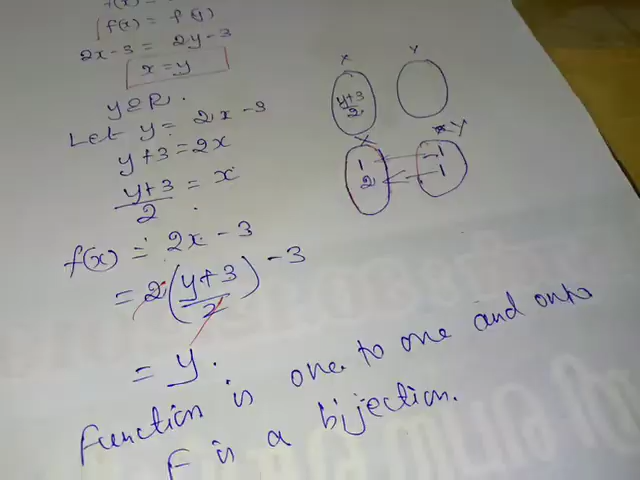 f(x) = f(y)
2x-3 = 2y-3
x = y
y∈R.
Let y = 2x-3
y+3 = 2x
y+3/2 = x.
f(x) = 2x-3
= 2(y+3/2)-3
= y.
function is one to one and onto
F is a bijection.
X Y
y+3/2
X Y
1 1
2 1